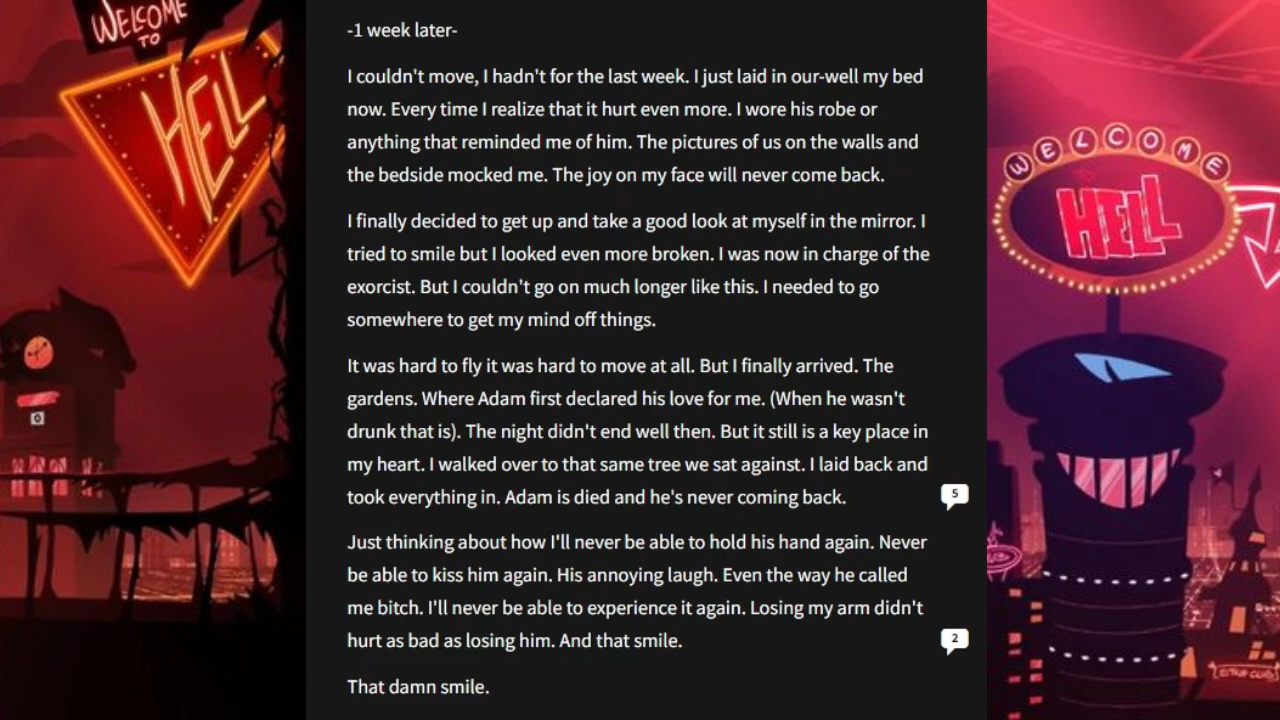 WELCOME
TO
HELL
-1 week later-
I couldn't move, I hadn't for the last week. I just laid in our-well my bed
now. Every time I realize that it hurt even more. I wore his robe or
anything that reminded me of him. The pictures of us on the walls and
the bedside mocked me. The joy on my face will never come back.
I finally decided to get up and take a good look at myself in the mirror. I
tried to smile but I looked even more broken. I was now in charge of the
exorcist. But I couldn't go on much longer like this. I needed to go
somewhere to get my mind off things.
It was hard to fly it was hard to move at all. But I finally arrived. The
gardens. Where Adam first declared his love for me. (When he wasn't
drunk that is). The night didn't end well then. But it still is a key place in
my heart. I walked over to that same tree we sat against. I laid back and
took everything in. Adam is died and he's never coming back.
5
Just thinking about how I'll never be able to hold his hand again. Never
be able to kiss him again. His annoying laugh. Even the way he called
me bitch. I'll never be able to experience it again. Losing my arm didn't
hurt as bad as losing him. And that smile.
2
That damn smile.
WELCOME
TO
HELL
0